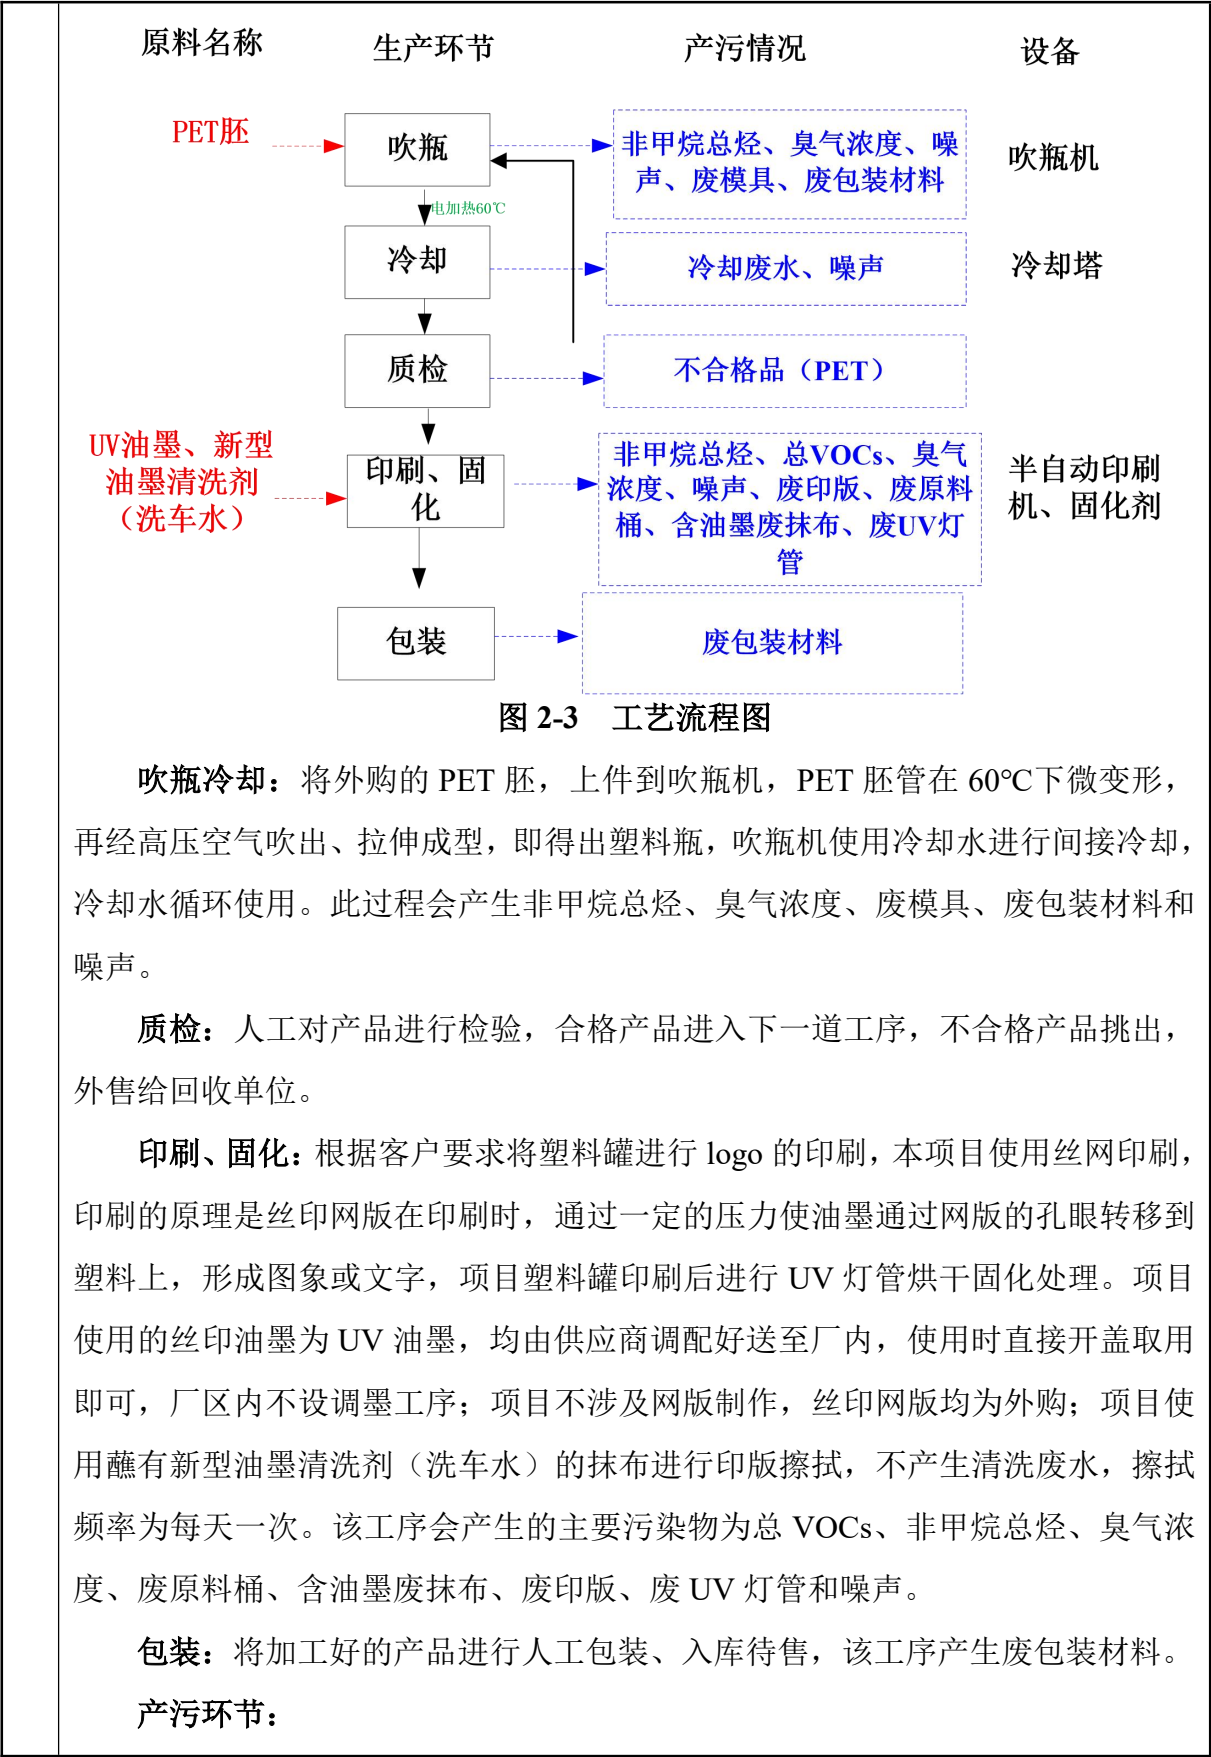 原料名称 生产环节 产污情况 设备
PET胚 吹瓶 非甲烷总烃、臭气浓度、噪
声、废模具、废包装材料 吹瓶机
电加热60℃
冷却 冷却废水、噪声 冷却塔
质检 不合格品（PET）
UV油墨、新型
油墨清洗剂
（洗车水）
印刷、固
化
非甲烷总烃、总VOCs、臭气
浓度、噪声、废印版、废原料
桶、含油墨废抹布、废UV灯
管
半自动印刷
机、固化剂
包装 废包装材料
图 2-3 工艺流程图
吹瓶冷却：将外购的 PET 胚，上件到吹瓶机，PET 胚管在 60℃下微变形，
再经高压空气吹出、拉伸成型，即得出塑料瓶，吹瓶机使用冷却水进行间接冷却，
冷却水循环使用。此过程会产生非甲烷总烃、臭气浓度、废模具、废包装材料和
噪声。
质检：人工对产品进行检验，合格产品进入下一道工序，不合格产品挑出，
外售给回收单位。
印刷、固化：根据客户要求将塑料罐进行 logo 的印刷，本项目使用丝网印刷，
印刷的原理是丝印网版在印刷时，通过一定的压力使油墨通过网版的孔眼转移到
塑料上，形成图象或文字，项目塑料罐印刷后进行 UV 灯管烘干固化处理。项目
使用的丝印油墨为 UV 油墨，均由供应商调配好送至厂内，使用时直接开盖取用
即可，厂区内不设调墨工序；项目不涉及网版制作，丝印网版均为外购；项目使
用蘸有新型油墨清洗剂（洗车水）的抹布进行印版擦拭，不产生清洗废水，擦拭
频率为每天一次。该工序会产生的主要污染物为总 VOCs、非甲烷总烃、臭气浓
度、废原料桶、含油墨废抹布、废印版、废 UV 灯管和噪声。
包装：将加工好的产品进行人工包装、入库待售，该工序产生废包装材料。
产污环节：